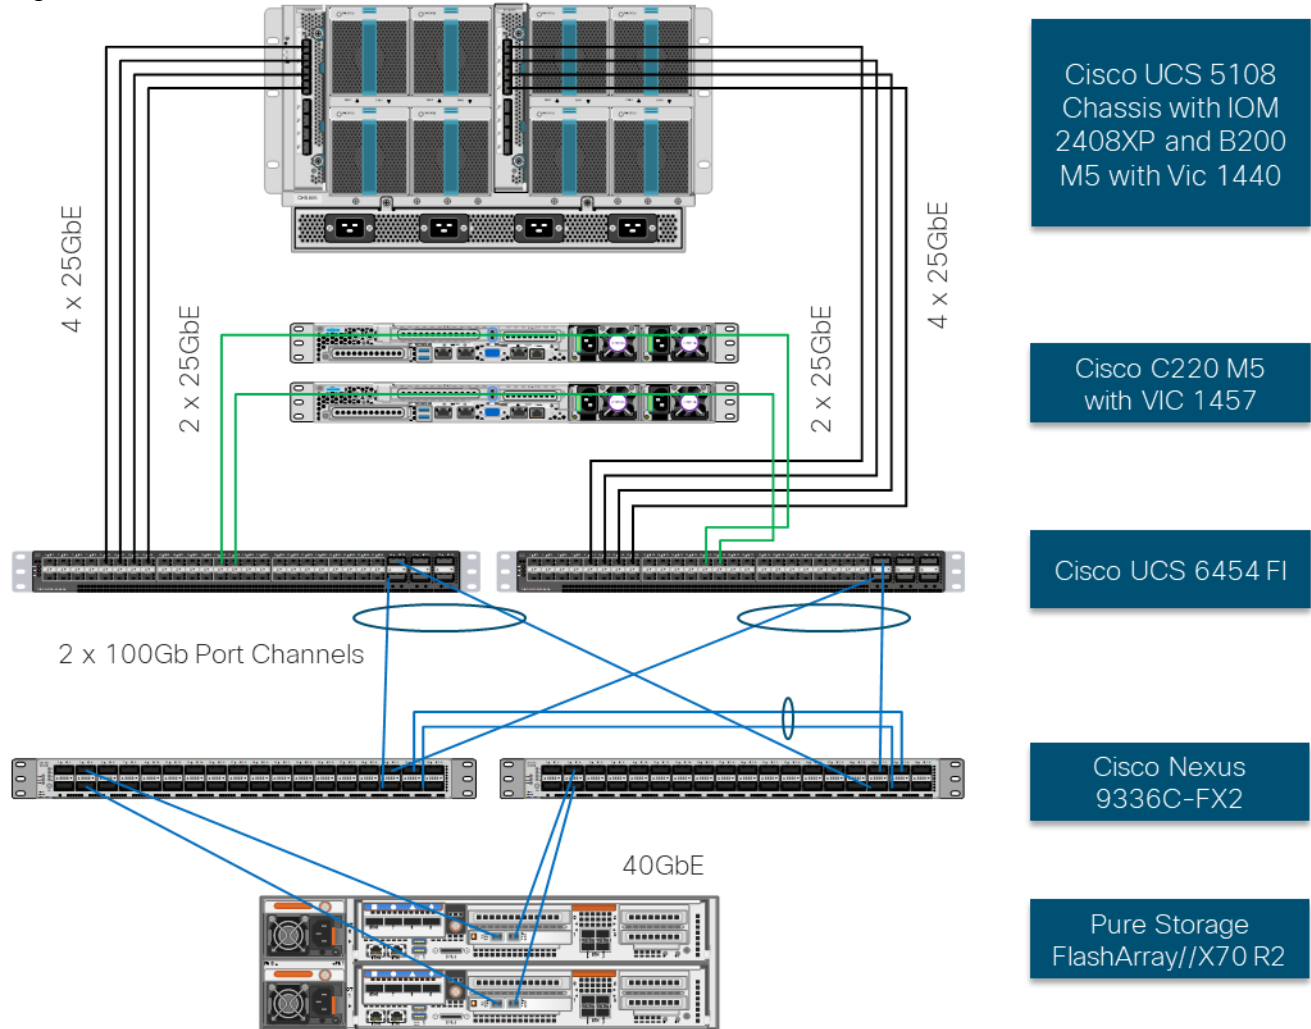 Cisco UCS 5108
Chassis with IOM
2408XP and B200
M5 with Vic 1440
4 x 25GbE
4 x 25GbE
2 x 25GbE
2 x 25GbE
Cisco C220 M5
with VIC 1457
Cisco UCS 6454 FI
2 x 100Gb Port Channels
Cisco Nexus
9336C-FX2
40GbE
Pure Storage
FlashArray//X70 R2